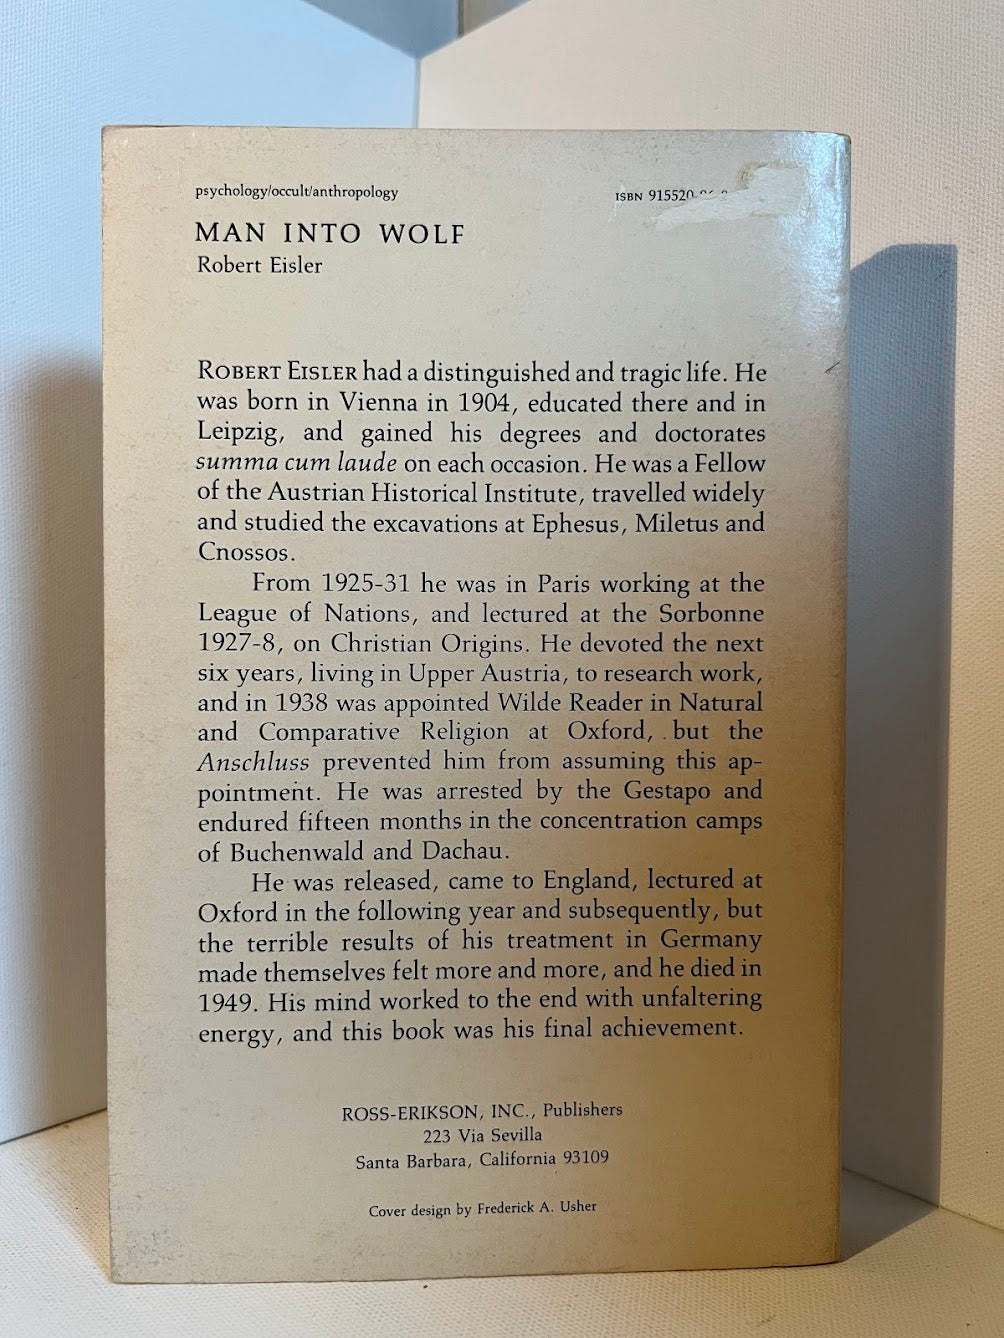 psychology/occult/anthropology
ISBN 915520
MAN INTO WOLF
Robert Eisler
ROBERT EISLER had a distinguished and tragic life. He
was born in Vienna in 1904, educated there and in
Leipzig, and gained his degrees and doctorates
summa cum laude on each occasion. He was a Fellow
of the Austrian Historical Institute, travelled widely
and studied the excavations at Ephesus, Miletus and
Cnossos.
From 1925-31 he was in Paris working at the
League of Nations, and lectured at the Sorbonne
1927-8, on Christian Origins. He devoted the next
six years, living in Upper Austria, to research work,
and in 1938 was appointed Wilde Reader in Natural
and Comparative Religion at Oxford, but the
Anschluss prevented him from assuming this ap-
pointment. He was arrested by the Gestapo and
endured fifteen months in the concentration camps
of Buchenwald and Dachau.
He was released, came to England, lectured at
Oxford in the following year and subsequently, but
the terrible results of his treatment in Germany
made themselves felt more and more, and he died in
1949. His mind worked to the end with unfaltering
energy, and this book was his final achievement.
ROSS-ERIKSON, INC., Publishers
223 Via Sevilla
Santa Barbara, California 93109
Cover design by Frederick A. Usher